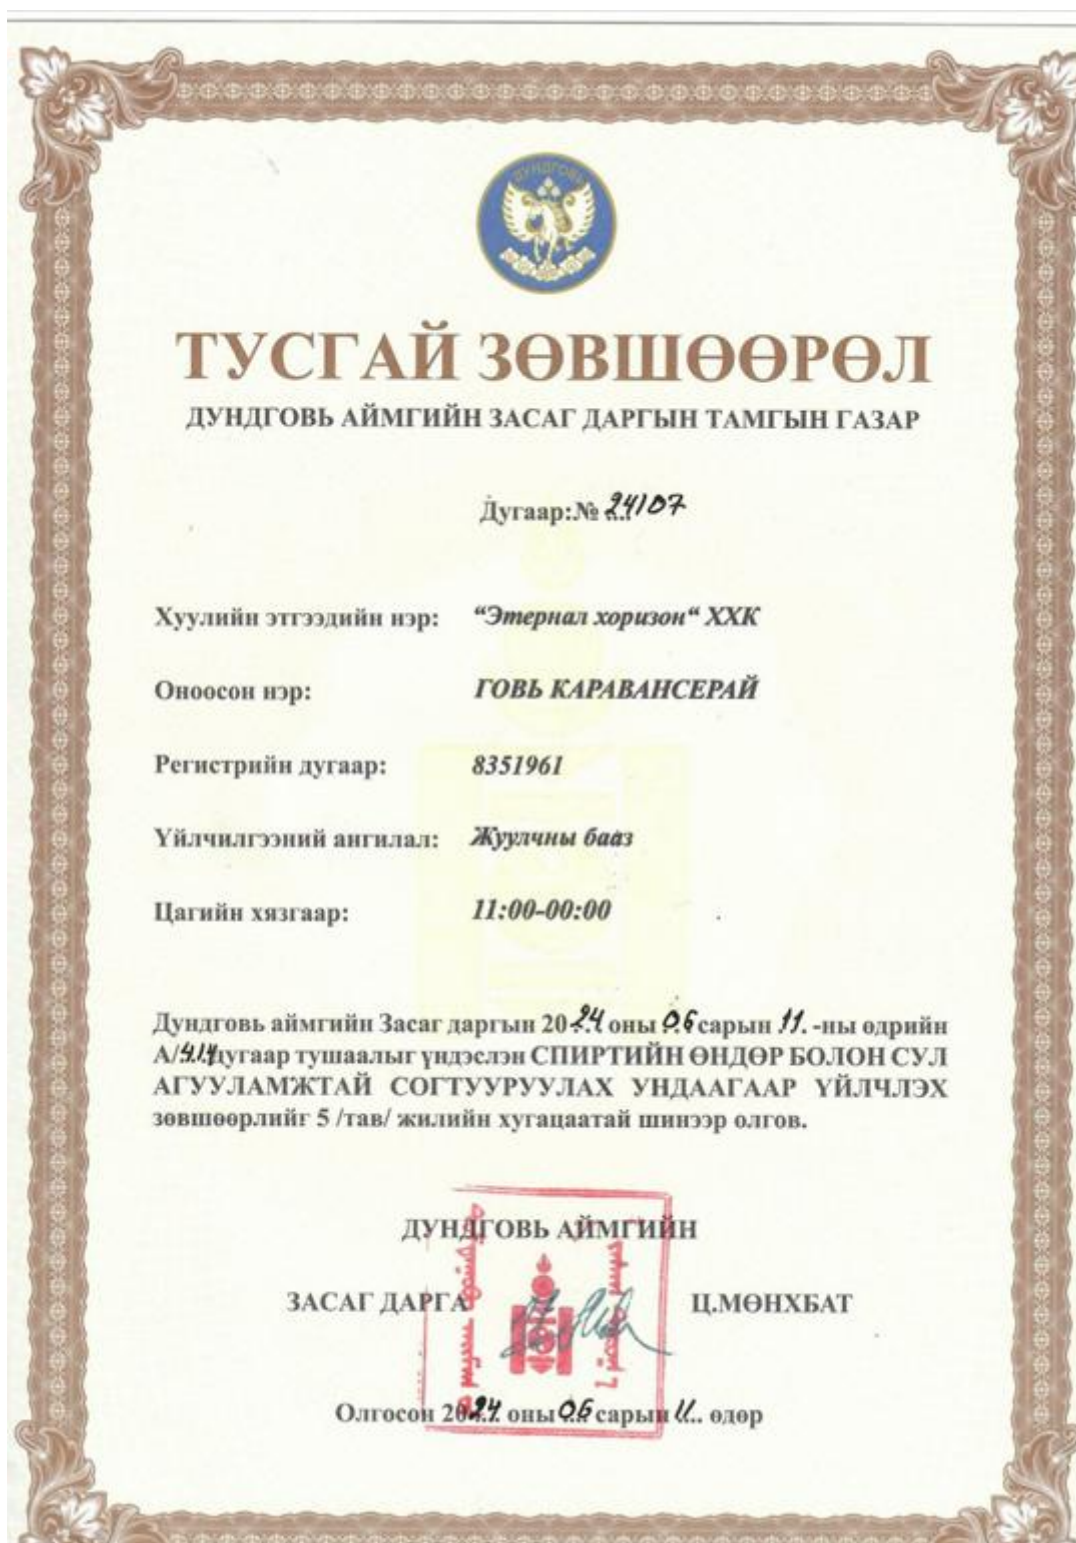 ДУНДГОВЬ
ТУСГАЙ ЗӨВШӨӨРӨЛ
ДУНДГОВЬ АЙМГИЙН ЗАСАГ ДАРГЫН ТАМГЫН ГАЗАР
Дугаар:№ 24/07
Хуулийн этгээдийн нэр: “Этернал хоризон“ ХХК
Оноосон нэр: ГОВЬ КАРАВАНСЕРАЙ
Регистрийн дугаар: 8351961
Үйлчилгээний ангилал: Жуулчны бааз
Цагийн хязгаар: 11:00-00:00
Дундговь аймгийн Засаг даргын 2024 оны 06 сарын 11. -ны өдрийн
А/414 дугаар тушаалыг үндэслэн СПИРТИЙН ӨНДӨР БОЛОН СУЛ
АГУУЛАМЖТАЙ СОГТУУРУУЛАХ УНДААГААР ҮЙЛЧЛЭХ
зөвшөөрлийг 5 /тав/ жилийн хугацаатай шинээр олгов.
ДУНДГОВЬ АЙМГИЙН
ЗАСАГ ДАРГА Ц.МӨНХБАТ
Олгосон 2024 оны 06 сарын 11.. өдөр